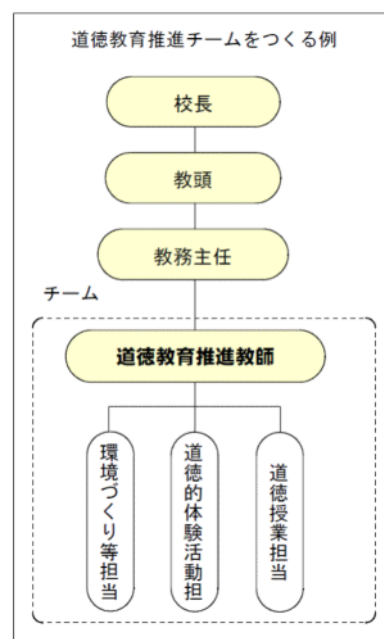 道徳教育推進チームをつくる例
校長
教頭
教務主任
チーム
道徳教育推進教師
環境づくり等担当
道徳的体験活動担
道徳授業担当